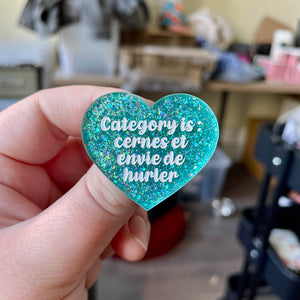 Category is
cernes et
envie de
hurler